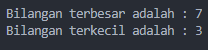 Bilangan terbesar adalah : 7
Bilangan terkecil adalah : 3